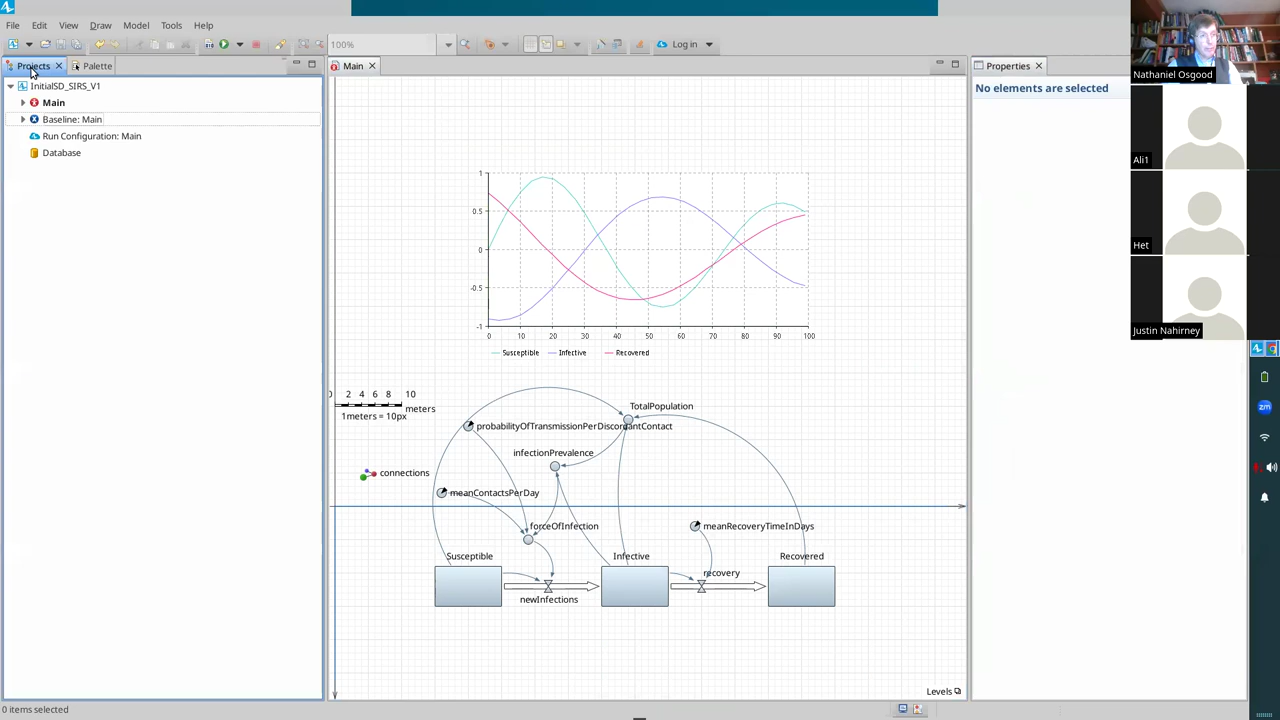 File Edit View Draw Model Tools Help
100%
Log in
Projects
Palette
Main
Properties
InitialSD_SIRS_V1
Main
Baseline: Main
Run Configuration: Main
Database
No elements are selected
1
0.5
0
-0.5
-1
0 10 20 30 40 50 60 70 80 90 100
Susceptible Infective Recovered
0 2 4 6 8 10
meters
1meters = 10px
TotalPopulation
probabilityOfTransmissionPerDiscordantContact
infectionPrevalence
connections
meanContactsPerDay
forceOfInfection
meanRecoveryTimeInDays
Susceptible
Infective
Recovered
recovery
newInfections
Levels
0 items selected
Nathaniel Osgood
Ali1
Het
Justin Nahirney
zm